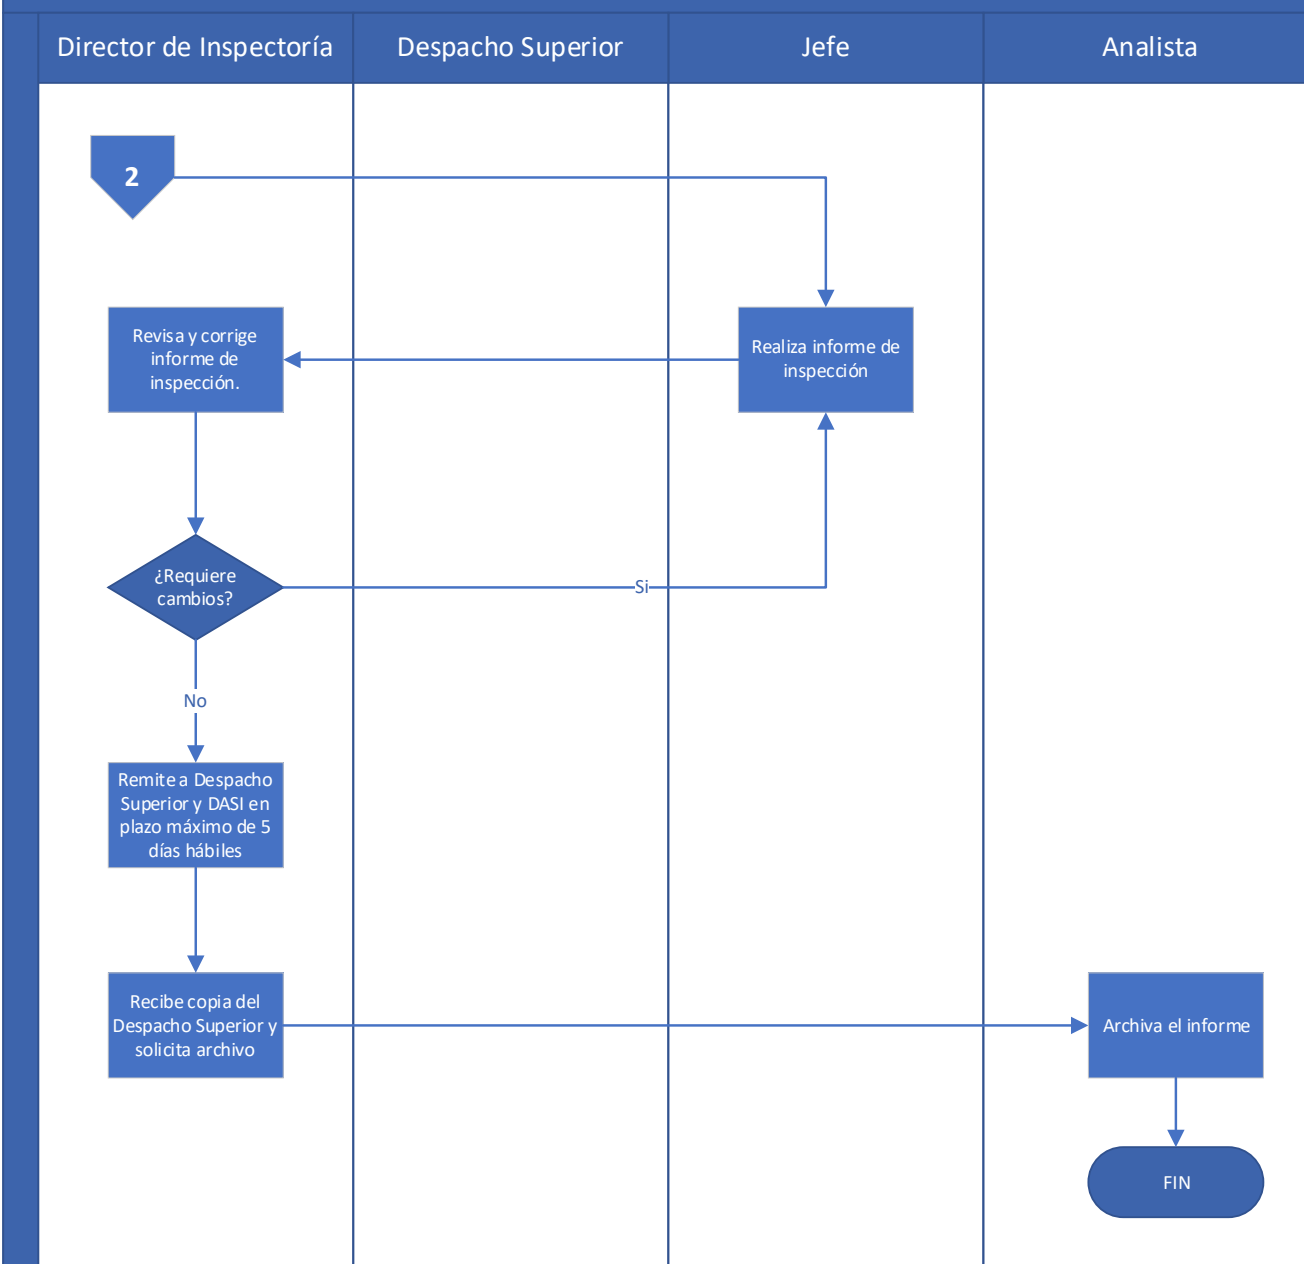 Director de Inspectoría
Despacho Superior
Jefe
Analista
2
Revisa y corrige
informe de
inspección.
Realiza informe de
inspección
¿Requiere
cambios?
Si
No
Remite a Despacho
Superior y DASI en
plazo máximo de 5
días hábiles
Recibe copia del
Despacho Superior y
solicita archivo
Archiva el informe
FIN